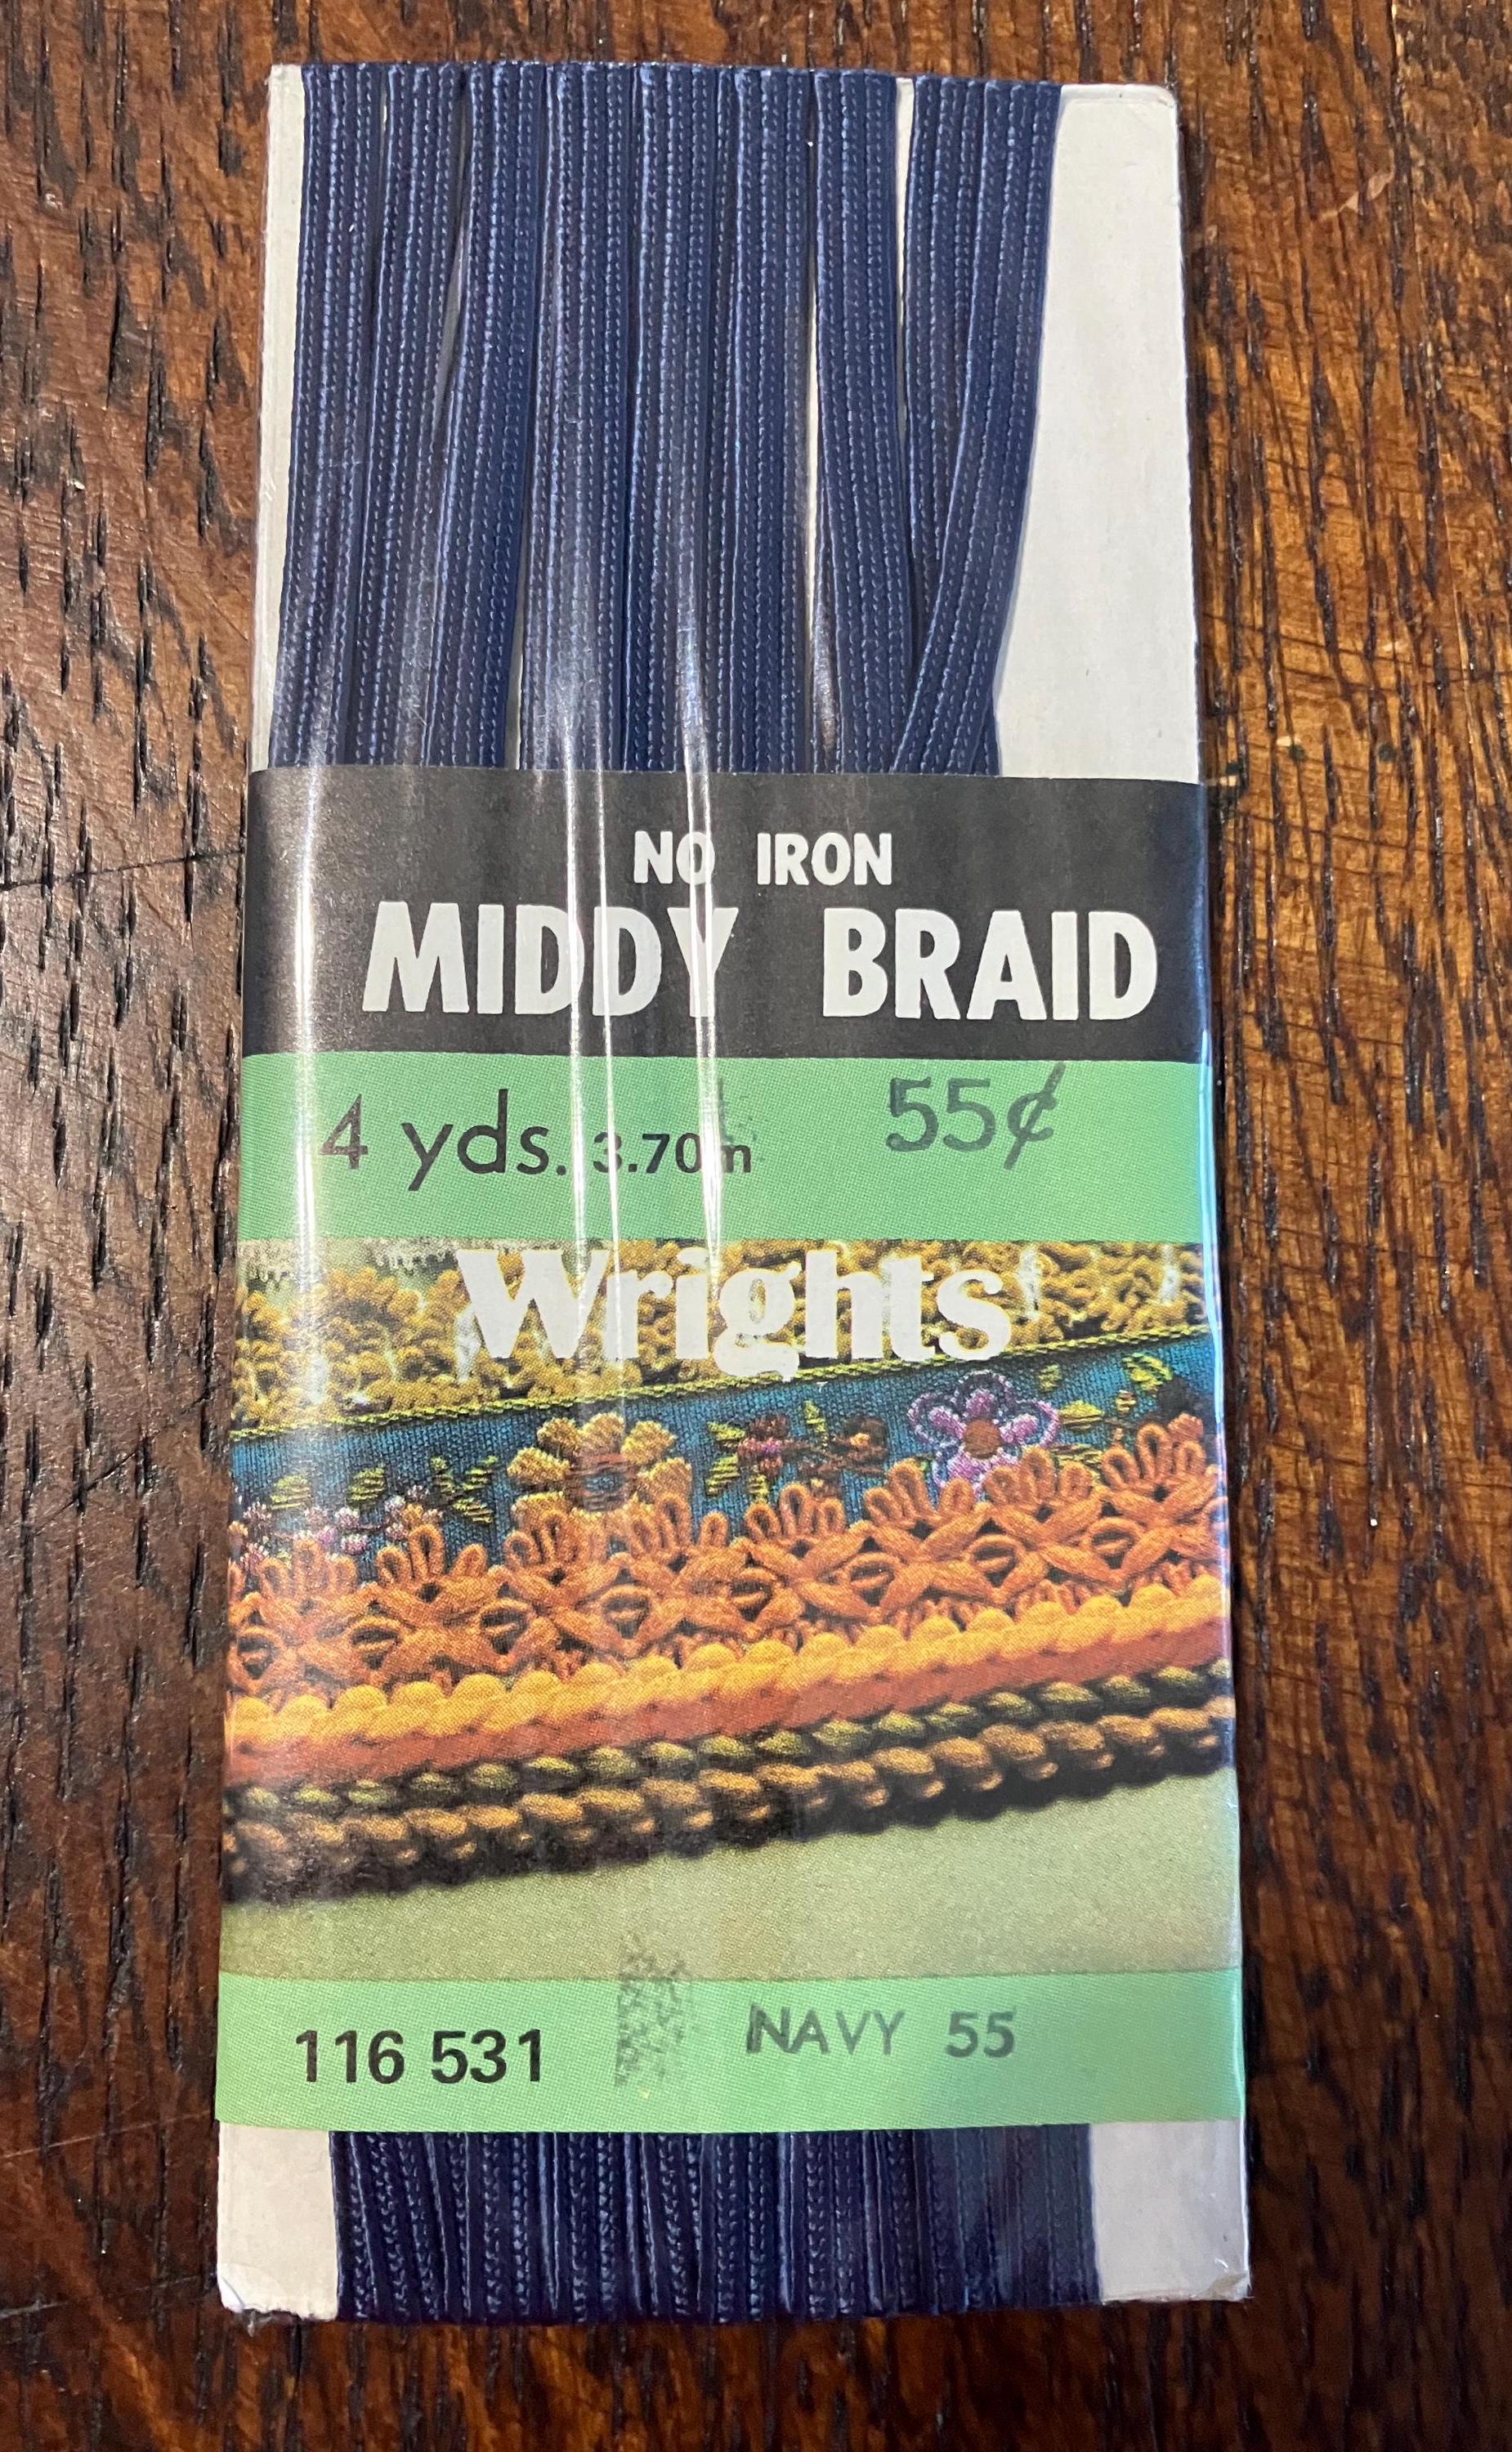 NO IRON
MIDDY BRAID
4 yds. 3.70m 55¢
Wrights
116 531 NAVY 55